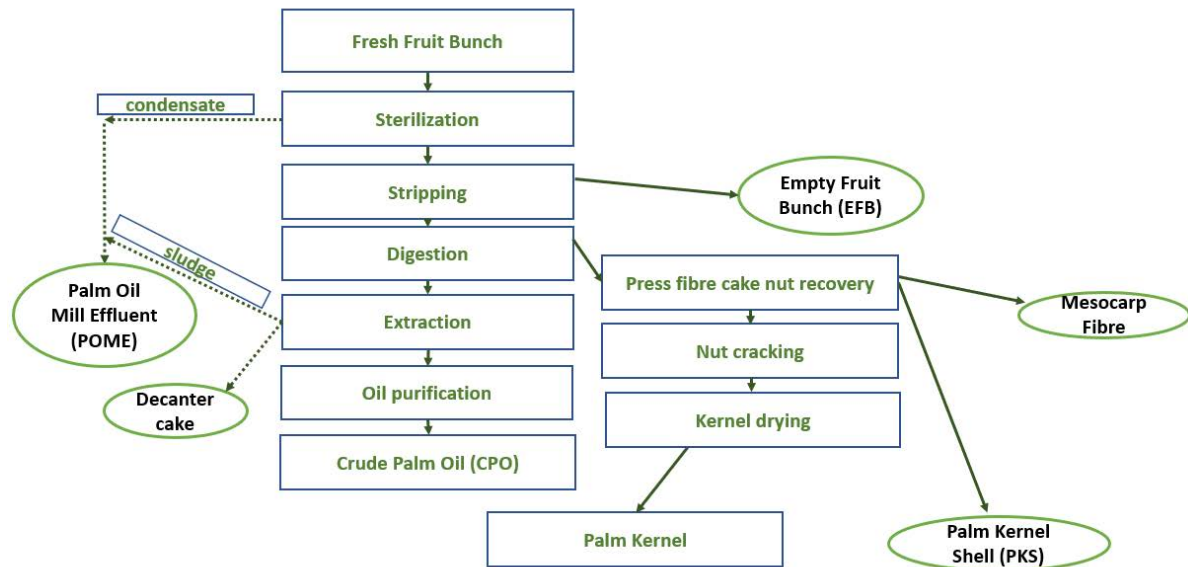 Fresh Fruit Bunch
condensate
Sterilization
Stripping
Empty Fruit
Bunch (EFB)
sludge
Digestion
Press fibre cake nut recovery
Palm Oil
Mill Effluent
(POME)
Extraction
Mesocarp
Fibre
Nut cracking
Oil purification
Decanter
cake
Kernel drying
Crude Palm Oil (CPO)
Palm Kernel
Palm Kernel
Shell (PKS)